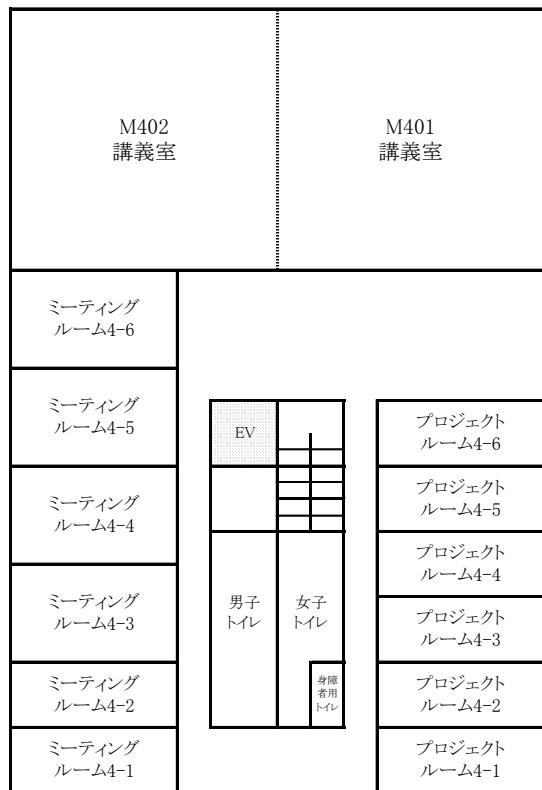 M402
講義室
M401
講義室
ミーティング
ルーム4-6
ミーティング
ルーム4-5
EV
プロジェクト
ルーム4-6
プロジェクト
ルーム4-5
ミーティング
ルーム4-4
プロジェクト
ルーム4-4
ミーティング
ルーム4-3
男子
トイレ
女子
トイレ
プロジェクト
ルーム4-3
ミーティング
ルーム4-2
身障
者用
トイレ
プロジェクト
ルーム4-2
ミーティング
ルーム4-1
プロジェクト
ルーム4-1